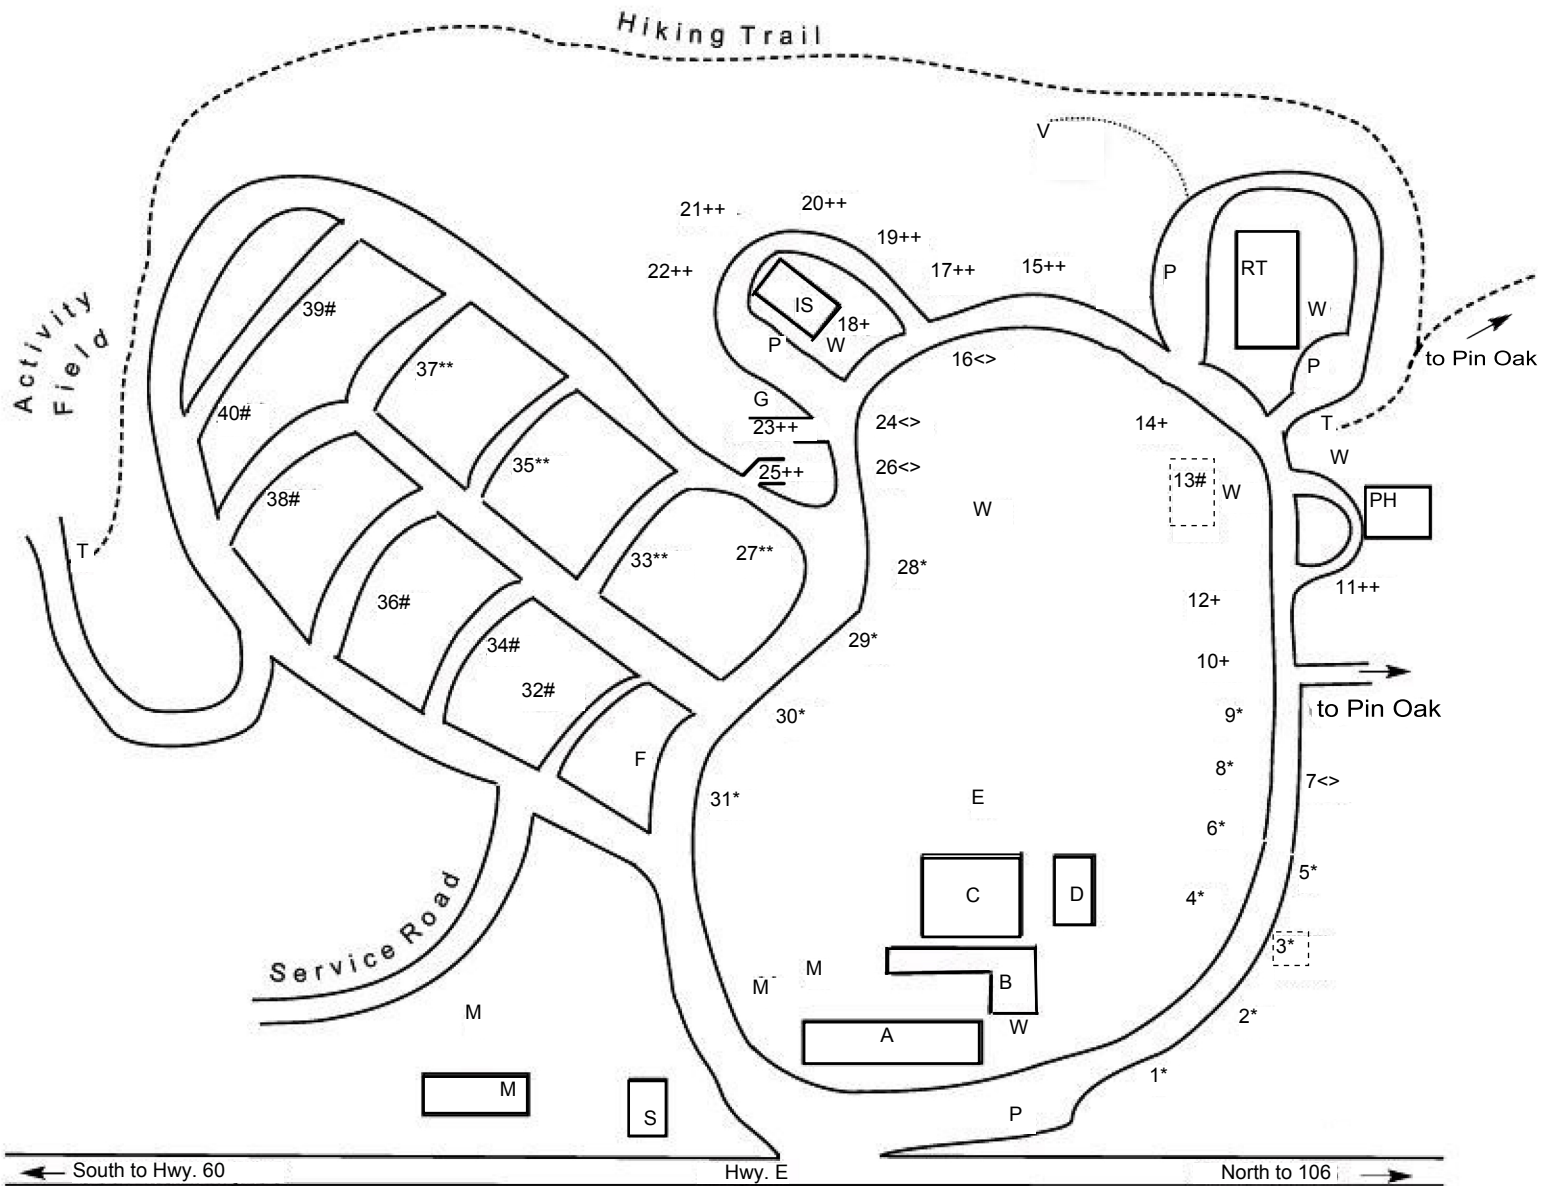 Hiking Trail
V
21++
20++
19++
22++
17++
15++
P
RT
W
IS
18+
P
W
39#
Activity
Field
16<>
to Pin Oak
37**
P
G
40#
23++
24<>
14+
T
W
35**
25++
26<>
13#
W
38#
W
PH
T
33**
27**
28*
11++
36#
12+
34#
29*
10+
32#
30*
9*
to Pin Oak
F
8*
7<>
31*
E
6*
5*
C
D
4*
Service Road
3*
M
M
B
M
2*
A
W
1*
M
S
P
South to Hwy. 60
Hwy. E
North to 106